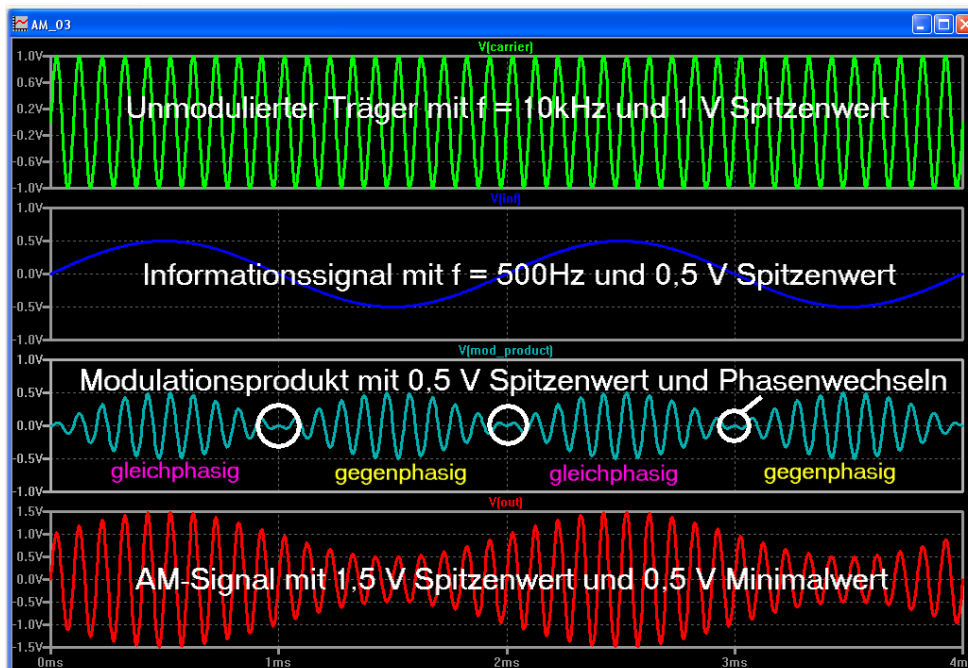 AM_03
V(carrier)
1.0V
0.6V
0.2V
-0.2V
-0.6V
-1.0V
Unmodulierter Träger mit f = 10kHz und 1 V Spitzenwert
V(inf)
1.0V
0.5V
0.0V
-0.5V
-1.0V
Informationssignal mit f = 500Hz und 0,5 V Spitzenwert
V(mod_product)
1.0V
0.5V
0.0V
-0.5V
-1.0V
Modulationsprodukt mit 0,5 V Spitzenwert und Phasenwechseln
gleichphasig gegenphasig gleichphasig gegenphasig
V(out)
1.5V
1.0V
0.5V
0.0V
-0.5V
-1.0V
-1.5V
AM-Signal mit 1,5 V Spitzenwert und 0,5 V Minimalwert
0ms 1ms 2ms 3ms 4m